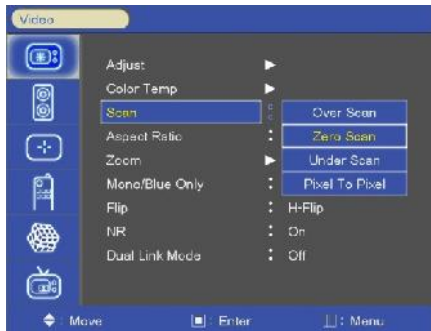 Video
Adjust
Color Temp
Scan
Over Scan
Aspect Ratio : Zero Scan
Zoom Under Scan
Mono/Blue Only : Pixel To Pixel
Flip : H-Flip
NR : On
Dual Link Mode : Off
: Move : Enter : Menu